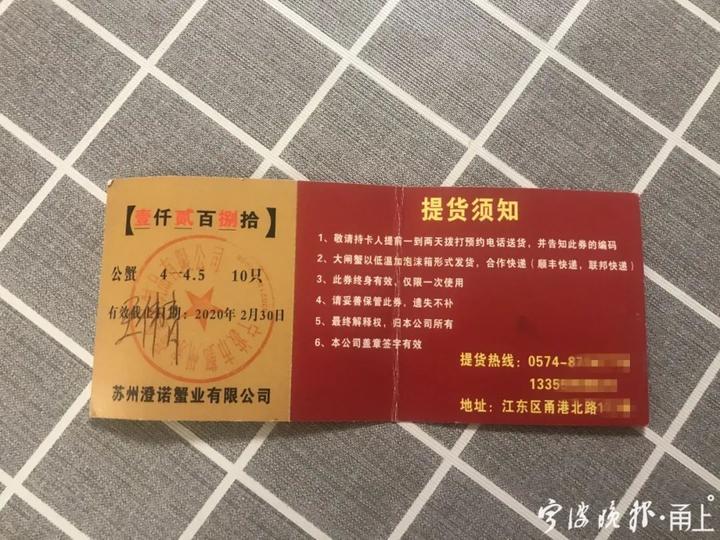 【壹仟贰百捌拾】
公蟹 4—4.5 10只
有效截止日期：2020年2月30日
苏州澄诺蟹业有限公司
提货须知
1、敬请持卡人提前一到两天拨打预约电话送货，并告知此券的编码
2、大闸蟹以低温加泡沫箱形式发货，合作快递（顺丰快递，联邦快递）
3、此券终身有效，仅限一次使用
4、请妥善保管此券，遗失不补
5、最终解释权，归本公司所有
6、本公司盖章签字有效
提货热线：0574-87
1335
地址：江东区甬港北路1
宁波晚报·甬上